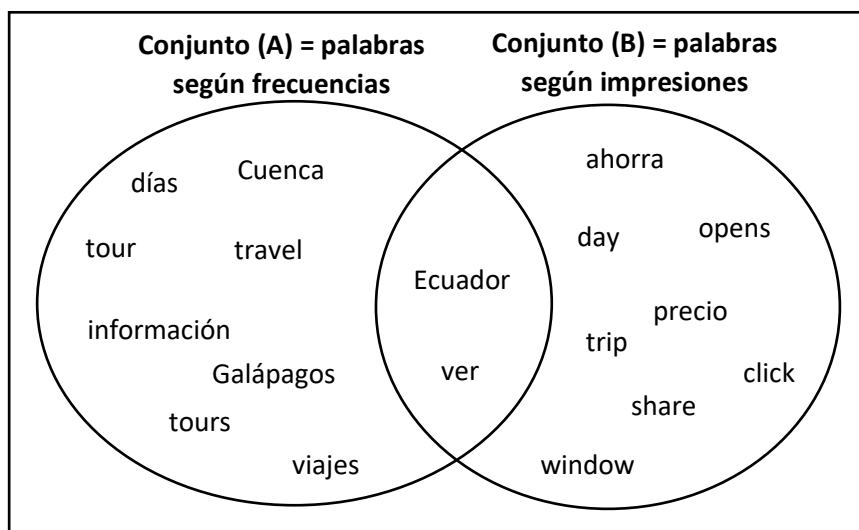 Conjunto (A) = palabras
según frecuencias
Conjunto (B) = palabras
según impresiones
días
Cuenca
tour
travel
información
Galápagos
tours
viajes
Ecuador
ver
ahorra
day
opens
precio
trip
click
share
window